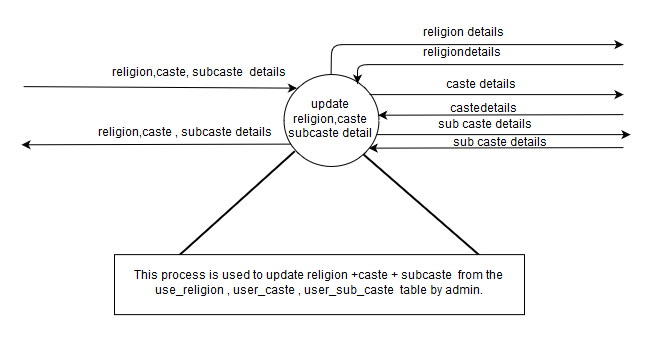 religion details
religiondetails
religion,caste, subcaste details
caste details
update
religion,caste
subcaste detail
castedetails
sub caste details
religion,caste , subcaste details
sub caste details
This process is used to update religion +caste + subcaste from the
use_religion , user_caste , user_sub_caste table by admin.